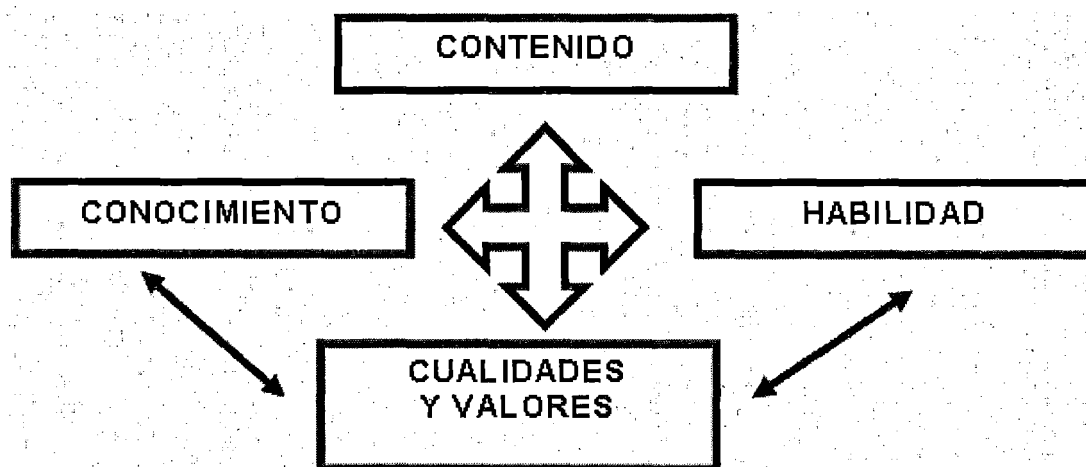 CONTENIDO
CONOCIMIENTO
HABILIDAD
CUALIDADES
Y VALORES